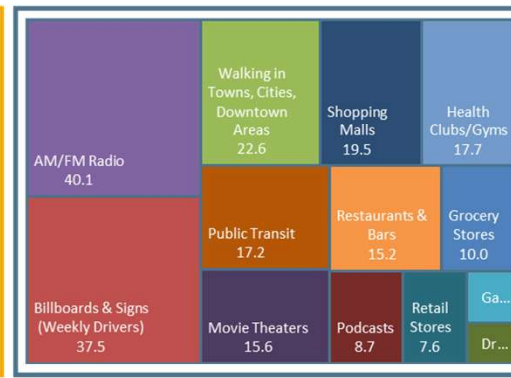 AM/FM Radio
40.1
Billboards & Signs
(Weekly Drivers)
37.5
Walking in
Towns, Cities,
Downtown
Areas
22.6
Shopping
Malls
19.5
Health
Clubs/Gyms
17.7
Public Transit
17.2
Restaurants &
Bars
15.2
Grocery
Stores
10.0
Movie Theaters
15.6
Podcasts
8.7
Retail
Stores
7.6
Ga...
Dr...